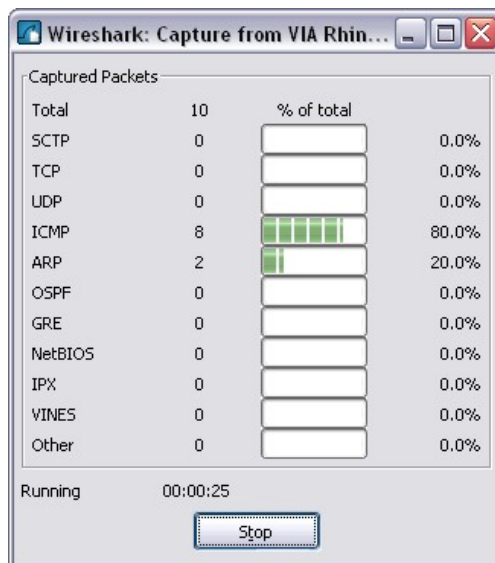 Wireshark: Capture from VIA Rhin...
Captured Packets
Total 10 % of total
SCTP 0 0.0%
TCP 0 0.0%
UDP 0 0.0%
ICMP 8 80.0%
ARP 2 20.0%
OSPF 0 0.0%
GRE 0 0.0%
NetBIOS 0 0.0%
IPX 0 0.0%
VINES 0 0.0%
Other 0 0.0%
Running 00:00:25
Stop